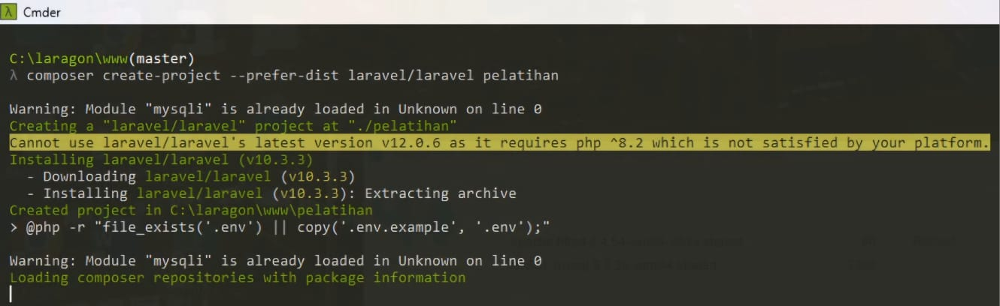 λ Cmder
C:\laragon\www(master)
λ composer create-project --prefer-dist laravel/laravel pelatihan
Warning: Module "mysqli" is already loaded in Unknown on line 0
Creating a "laravel/laravel" project at "./pelatihan"
Cannot use laravel/laravel's latest version v12.0.6 as it requires php ^8.2 which is not satisfied by your platform.
Installing laravel/laravel (v10.3.3)
- Downloading laravel/laravel (v10.3.3)
- Installing laravel/laravel (v10.3.3): Extracting archive
Created project in C:\laragon\www\pelatihan
> @php -r "file_exists('.env') || copy('.env.example', '.env');"
Warning: Module "mysqli" is already loaded in Unknown on line 0
Loading composer repositories with package information